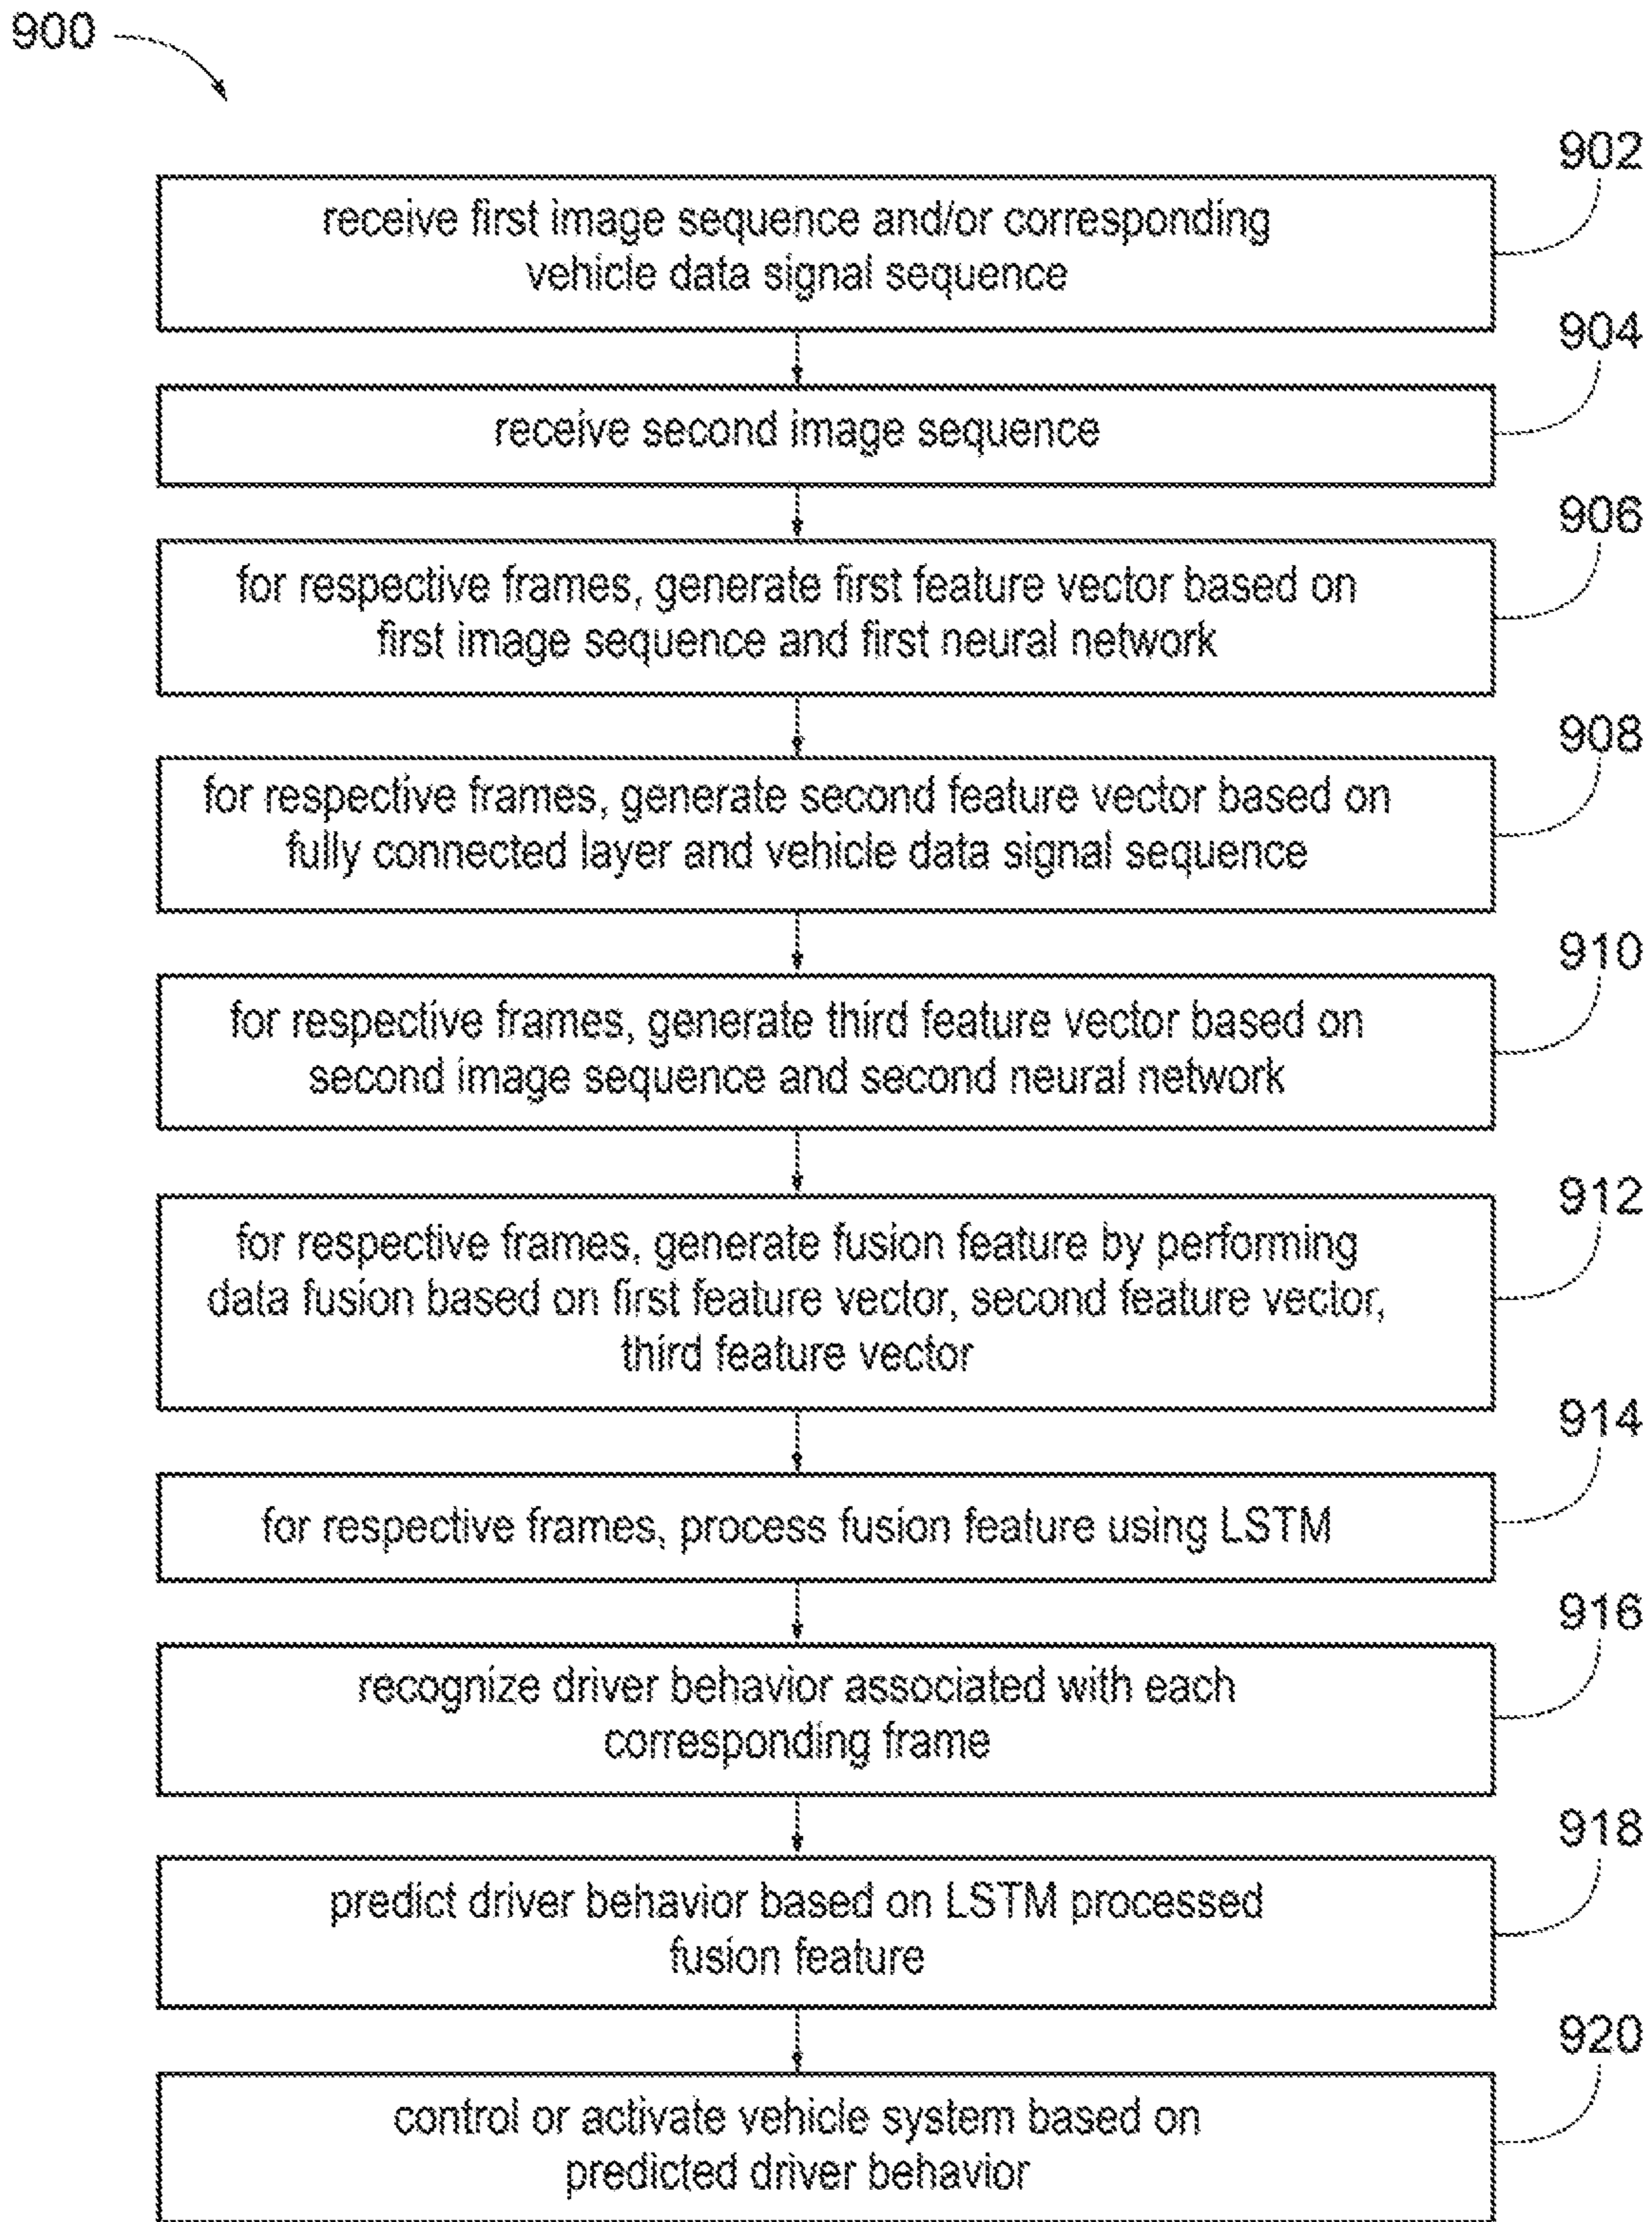 900
902
receive first image sequence and/or corresponding
vehicle data signal sequence
904
receive second image sequence
906
for respective frames, generate first feature vector based on
first image sequence and first neural network
908
for respective frames, generate second feature vector based on
fully connected layer and vehicle data signal sequence
910
for respective frames, generate third feature vector based on
second image sequence and second neural network
912
for respective frames, generate fusion feature by performing
data fusion based on first feature vector, second feature vector,
third feature vector
914
for respective frames, process fusion feature using LSTM
916
recognize driver behavior associated with each
corresponding frame
918
predict driver behavior based on LSTM processed
fusion feature
920
control or activate vehicle system based on
predicted driver behavior